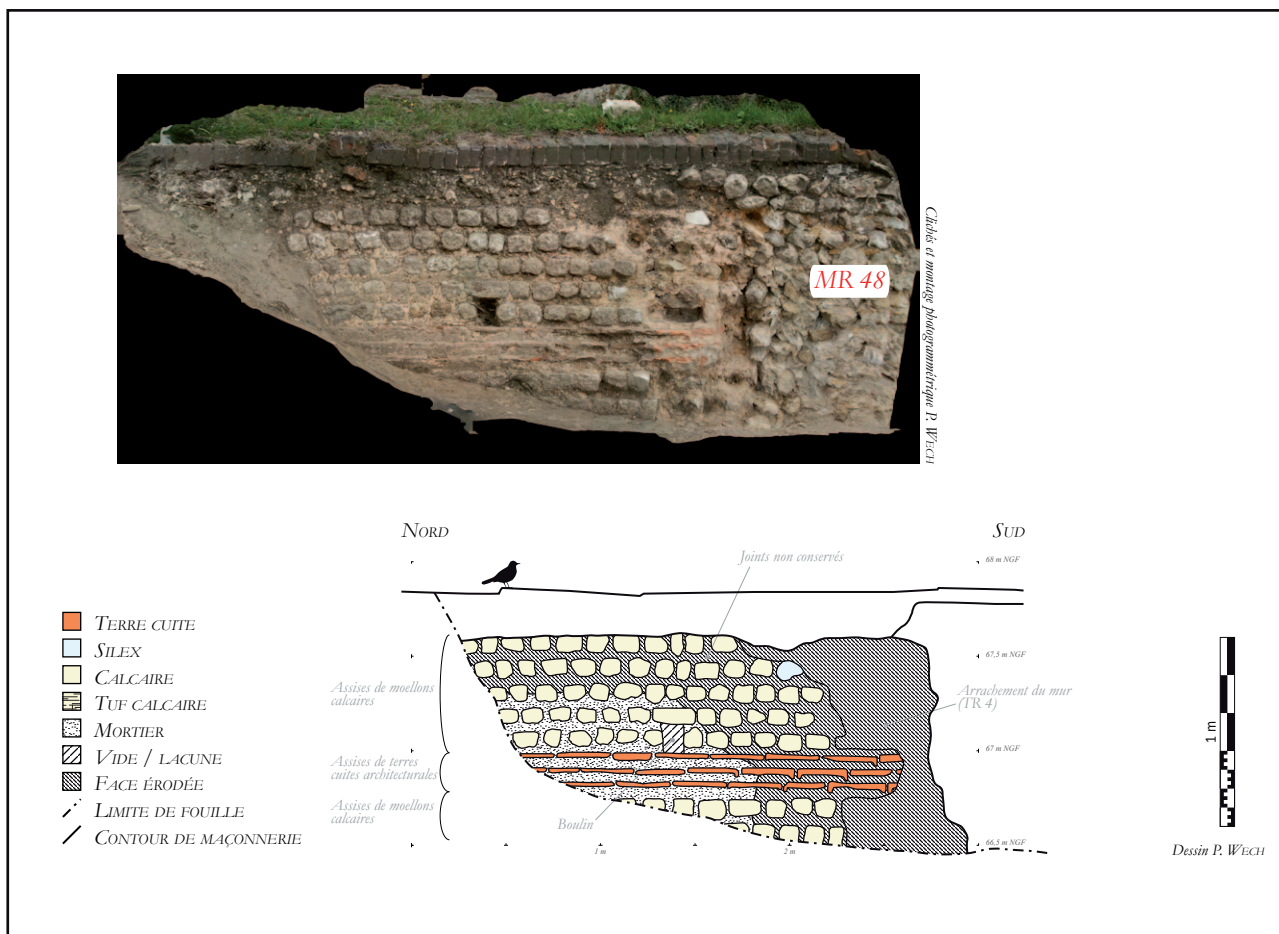 MR 48
Clichés et montage photogrammétrique P. WECH
NORD
SUD
Joints non conservés
68 m NGF
TERRE CUITE
SILEX
CALCAIRE
TUF CALCAIRE
MORTIER
VIDE / LACUNE
FACE ÉRODÉE
LIMITE DE FOUILLE
CONTOUR DE MAÇONNERIE
67,5 m NGF
Assises de moellons
calcaires
Arrachement du mur
(TR 4)
67 m NGF
Assises de terres
cuites architecturales
Assises de moellons
calcaires
Boulin
1 m
2 m
66,5 m NGF
1 m
Dessin P. WECH